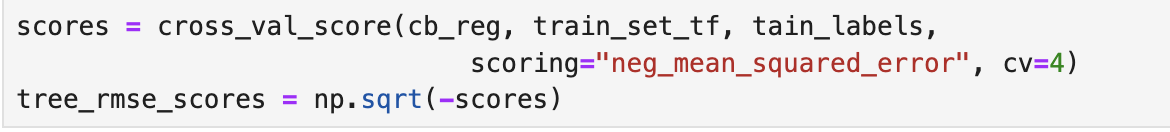 scores = cross_val_score(cb_reg, train_set_tf, tain_labels,
scoring="neg_mean_squared_error", cv=4)
tree_rmse_scores = np.sqrt(-scores)